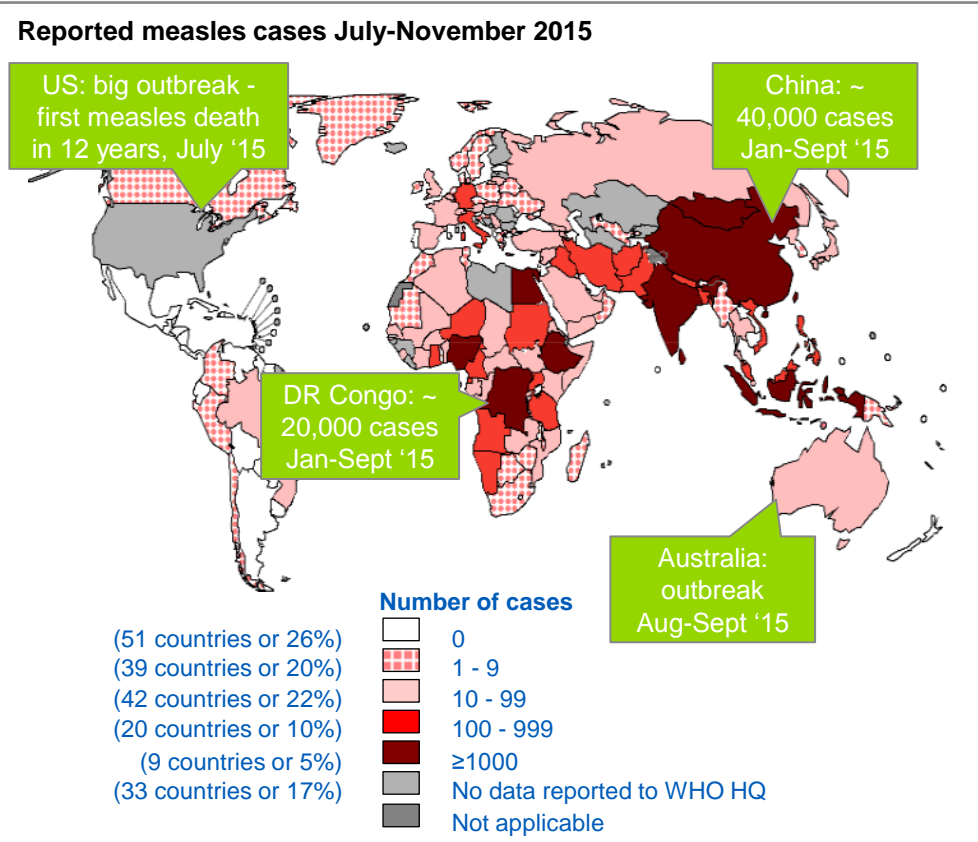 Reported measles cases July-November 2015
US: big outbreak -
first measles death
in 12 years, July ‘15
China: ~
40,000 cases
Jan-Sept ‘15
DR Congo: ~
20,000 cases
Jan-Sept ‘15
Australia:
outbreak
Aug-Sept ‘15
Number of cases
(51 countries or 26%) 0
(39 countries or 20%) 1 - 9
(42 countries or 22%) 10 - 99
(20 countries or 10%) 100 - 999
(9 countries or 5%) ≥1000
(33 countries or 17%) No data reported to WHO HQ
Not applicable